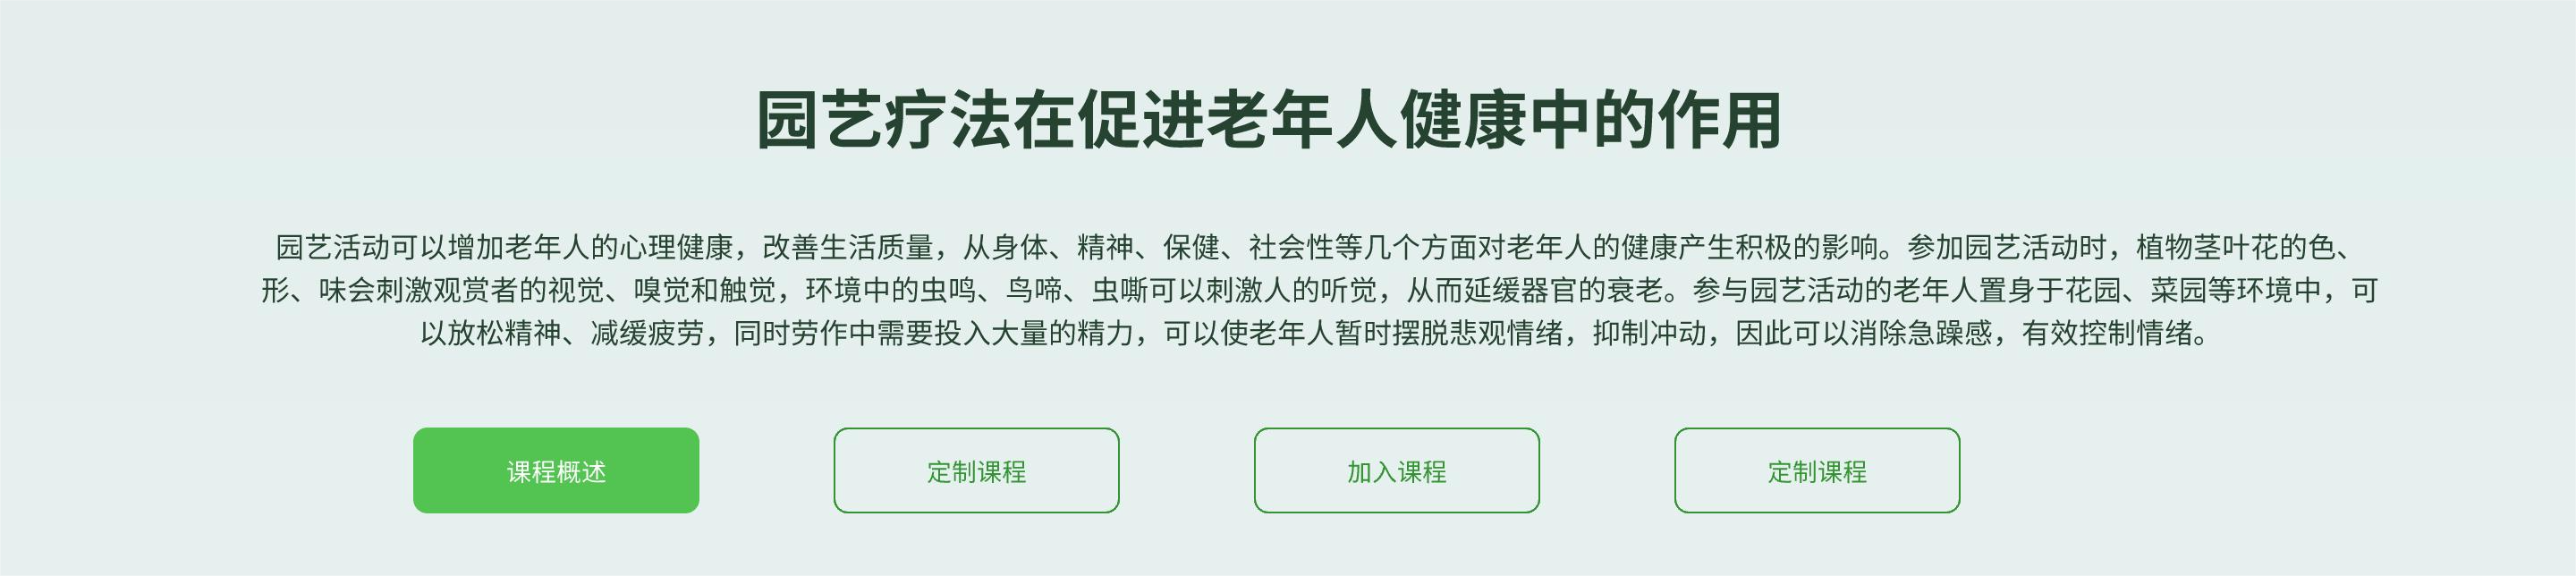 园艺疗法在促进老年人健康中的作用
园艺活动可以增加老年人的心理健康，改善生活质量，从身体、精神、保健、社会性等几个方面对老年人的健康产生积极的影响。参加园艺活动时，植物茎叶花的色、
形、味会刺激观赏者的视觉、嗅觉和触觉，环境中的虫鸣、鸟啼、虫嘶可以刺激人的听觉，从而延缓器官的衰老。参与园艺活动的老年人置身于花园、菜园等环境中，可
以放松精神、减缓疲劳，同时劳作中需要投入大量的精力，可以使老年人暂时摆脱悲观情绪，抑制冲动，因此可以消除急躁感，有效控制情绪。
课程概述
定制课程
加入课程
定制课程